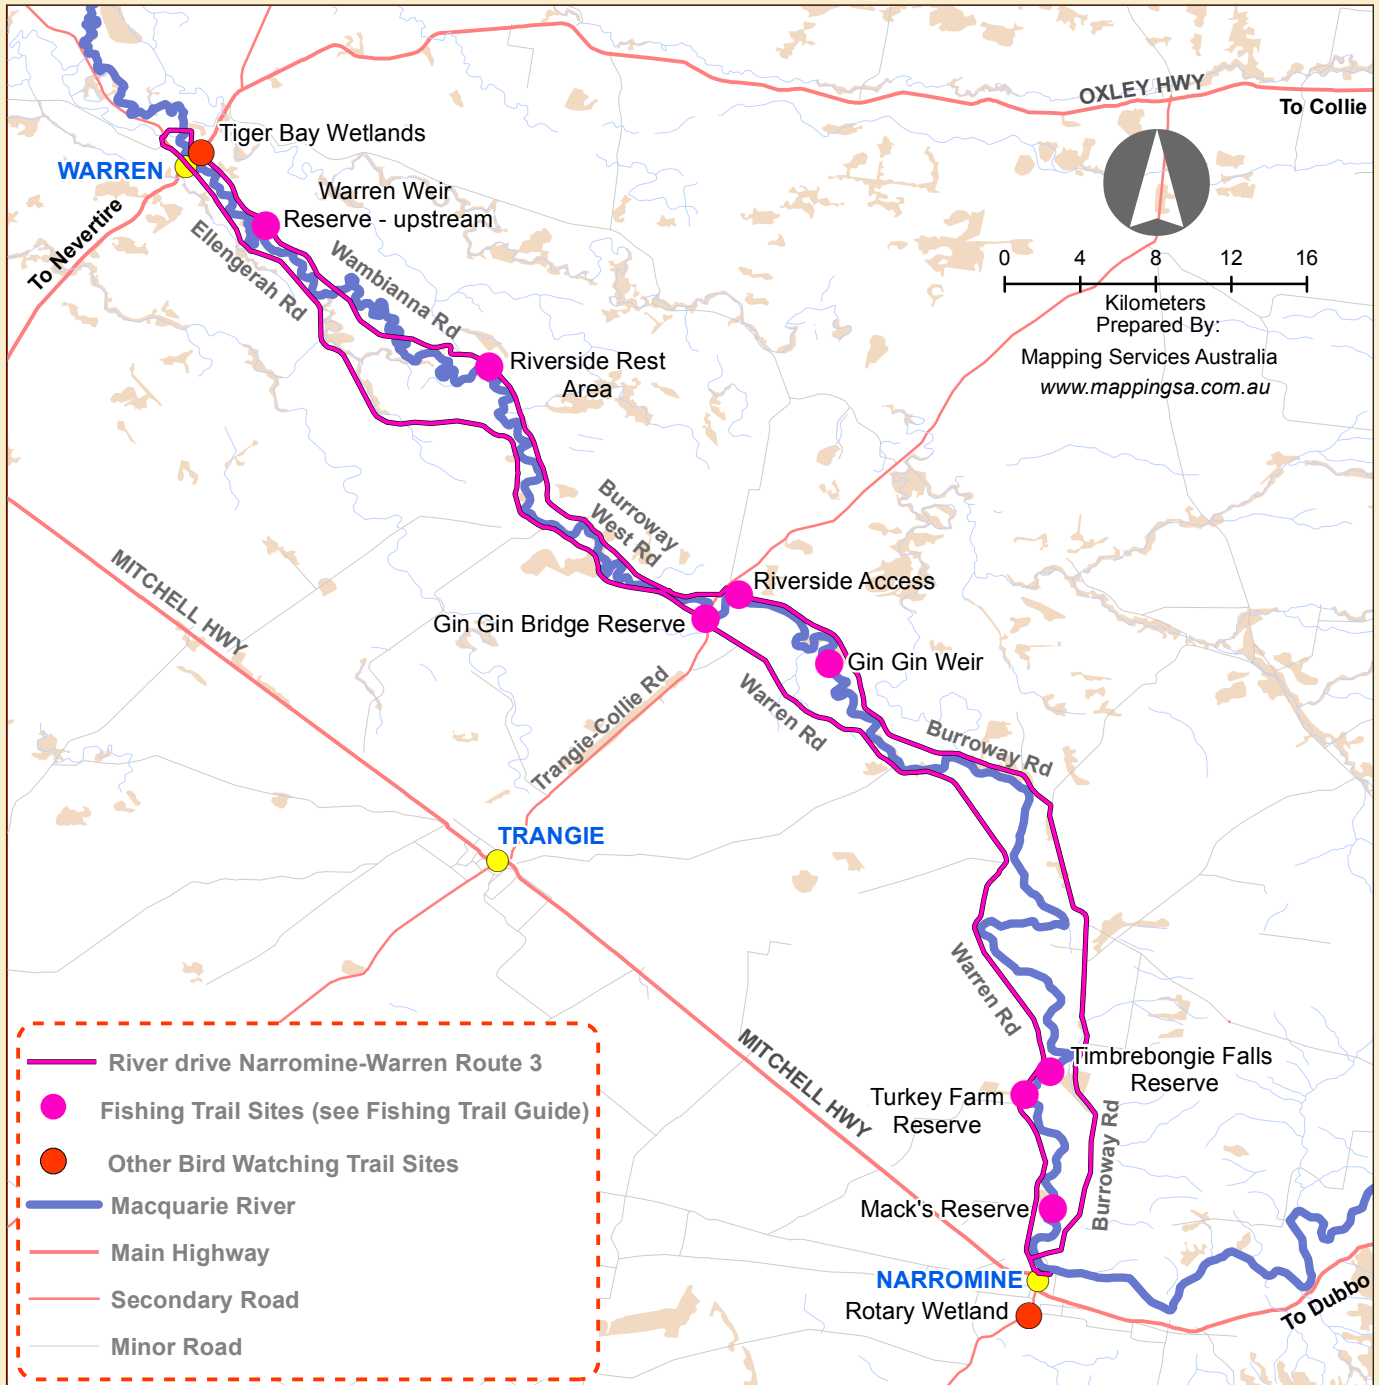 OXLEY HWY
To Collie
Tiger Bay Wetlands
WARREN
Warren Weir
Reserve - upstream
To Nevertire
Ellengerah Rd
Wambianna Rd
0 4 8 12 16
Kilometers
Prepared By:
Mapping Services Australia
www.mappingsa.com.au
Riverside Rest
Area
Burroway
West Rd
MITCHELL HWY
Riverside Access
Gin Gin Bridge Reserve
Gin Gin Weir
Trangie-Collie Rd
Warren Rd
Burroway Rd
TRANGIE
Warren Rd
MITCHELL HWY
Timbrebongie Falls
Reserve
Turkey Farm
Reserve
Burroway Rd
Mack's Reserve
NARROMINE
Rotary Wetland
To Dubbo
River drive Narromine-Warren Route 3
Fishing Trail Sites (see Fishing Trail Guide)
Other Bird Watching Trail Sites
Macquarie River
Main Highway
Secondary Road
Minor Road